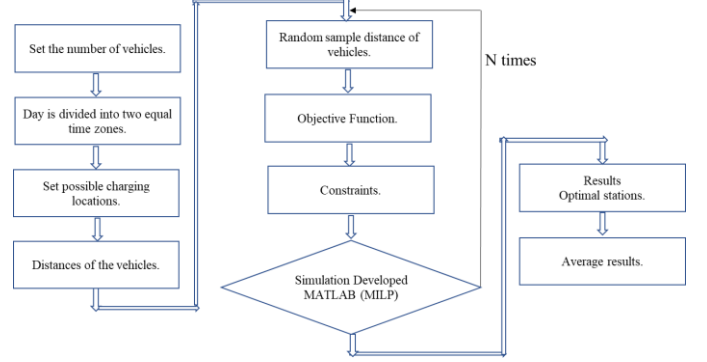 Set the number of vehicles.
Day is divided into two equal
time zones.
Set possible charging
locations.
Distances of the vehicles.
Random sample distance of
vehicles.
N times
Objective Function.
Constraints.
Simulation Developed
MATLAB (MILP)
Results
Optimal stations.
Average results.